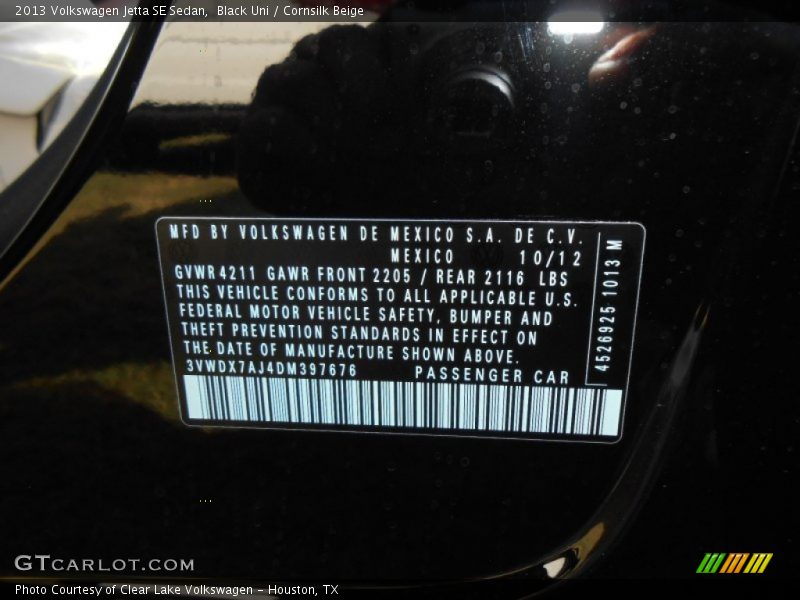 2013 Volkswagen Jetta SE Sedan, Black Uni / Cornsilk Beige
MFD BY VOLKSWAGEN DE MEXICO S.A. DE C.V.
MEXICO 10/12
GVWR 4211 GAWR FRONT 2205 / REAR 2116 LBS
THIS VEHICLE CONFORMS TO ALL APPLICABLE U.S.
FEDERAL MOTOR VEHICLE SAFETY, BUMPER AND
THEFT PREVENTION STANDARDS IN EFFECT ON
THE DATE OF MANUFACTURE SHOWN ABOVE.
3VWDX7AJ4DM397676 PASSENGER CAR
4526925 1013 M
GTCARLOT.COM
Photo Courtesy of Clear Lake Volkswagen - Houston, TX